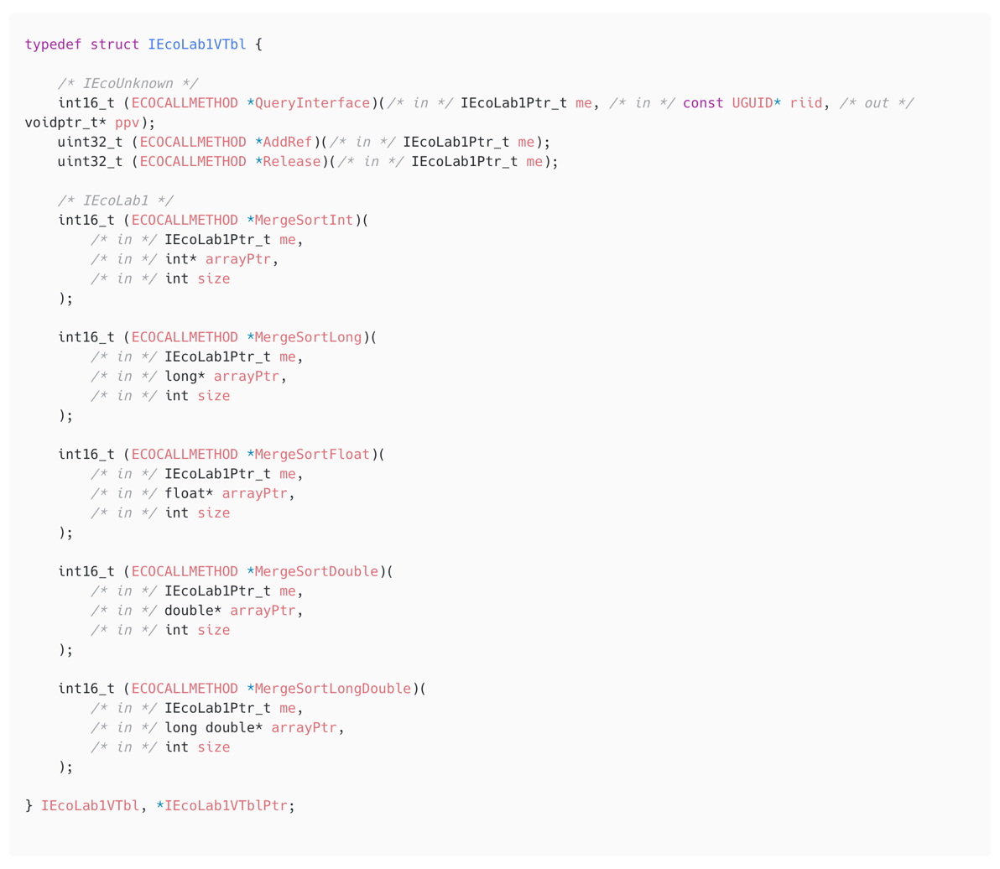 typedef struct IEcoLab1VTbl {

    /* IEcoUnknown */
    int16_t (ECOCALLMETHOD *QueryInterface)(/* in */ IEcoLab1Ptr_t me, /* in */ const UGUID* riid, /* out */
voidptr_t* ppv);
    uint32_t (ECOCALLMETHOD *AddRef)(/* in */ IEcoLab1Ptr_t me);
    uint32_t (ECOCALLMETHOD *Release)(/* in */ IEcoLab1Ptr_t me);

    /* IEcoLab1 */
    int16_t (ECOCALLMETHOD *MergeSortInt)(
        /* in */ IEcoLab1Ptr_t me,
        /* in */ int* arrayPtr,
        /* in */ int size
    );

    int16_t (ECOCALLMETHOD *MergeSortLong)(
        /* in */ IEcoLab1Ptr_t me,
        /* in */ long* arrayPtr,
        /* in */ int size
    );

    int16_t (ECOCALLMETHOD *MergeSortFloat)(
        /* in */ IEcoLab1Ptr_t me,
        /* in */ float* arrayPtr,
        /* in */ int size
    );

    int16_t (ECOCALLMETHOD *MergeSortDouble)(
        /* in */ IEcoLab1Ptr_t me,
        /* in */ double* arrayPtr,
        /* in */ int size
    );

    int16_t (ECOCALLMETHOD *MergeSortLongDouble)(
        /* in */ IEcoLab1Ptr_t me,
        /* in */ long double* arrayPtr,
        /* in */ int size
    );

} IEcoLab1VTbl, *IEcoLab1VTblPtr;